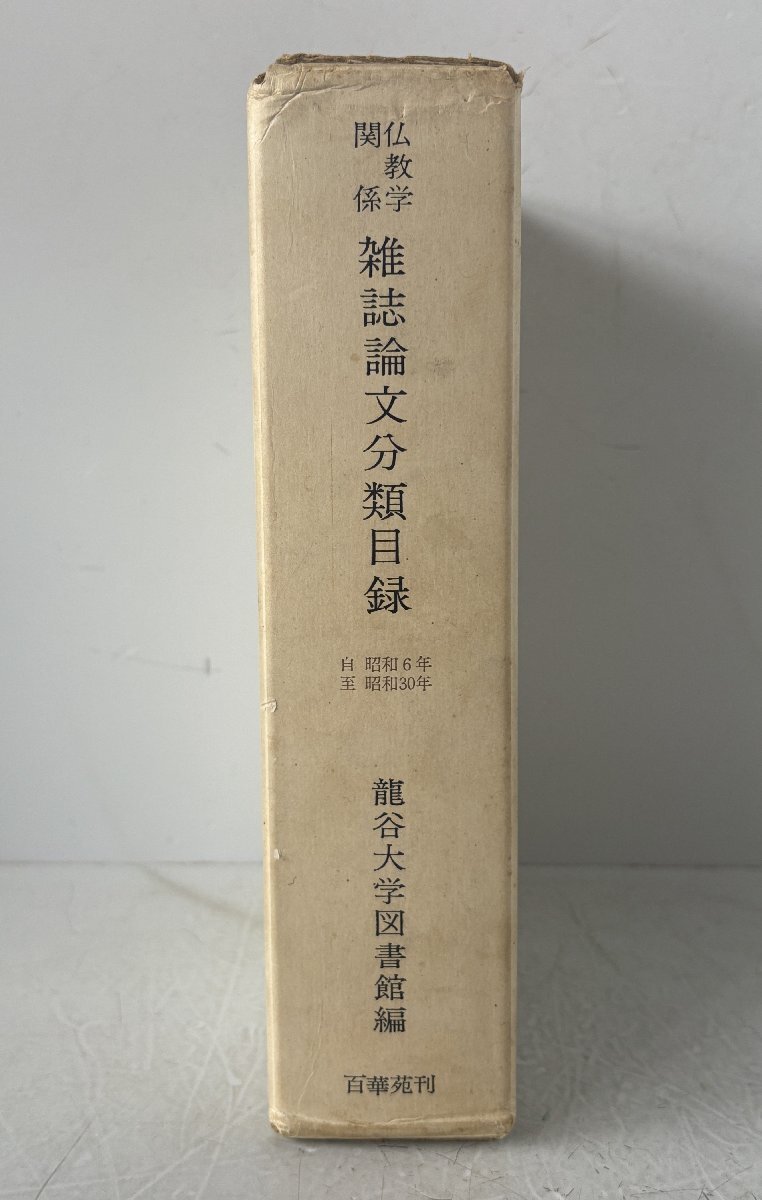 仏教学
関係
雑誌論文分類目録
自 昭和6年
至 昭和30年
龍谷大学図書館編
百華苑刊